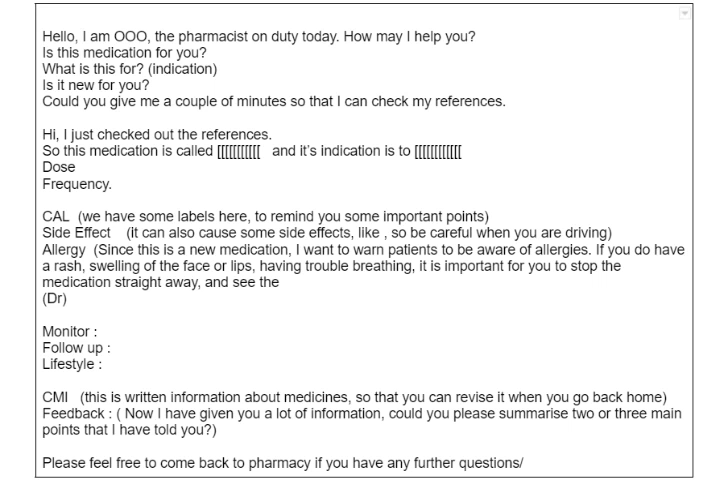 Hello, I am OOO, the pharmacist on duty today. How may I help you?
Is this medication for you?
What is this for? (indication)
Is it new for you?
Could you give me a couple of minutes so that I can check my references.
Hi, I just checked out the references.
So this medication is called [[[[[[[[[[[   and it's indication is to [[[[[[[[[[[[
Dose
Frequency.
CAL  (we have some labels here, to remind you some important points)
Side Effect   (it can also cause some side effects, like , so be careful when you are driving)
Allergy  (Since this is a new medication, I want to warn patients to be aware of allergies. If you do have
a rash, swelling of the face or lips, having trouble breathing, it is important for you to stop the
medication straight away, and see the
(Dr)
Monitor :
Follow up :
Lifestyle :
CMI   (this is written information about medicines, so that you can revise it when you go back home)
Feedback : ( Now I have given you a lot of information, could you please summarise two or three main
points that I have told you?)
Please feel free to come back to pharmacy if you have any further questions/